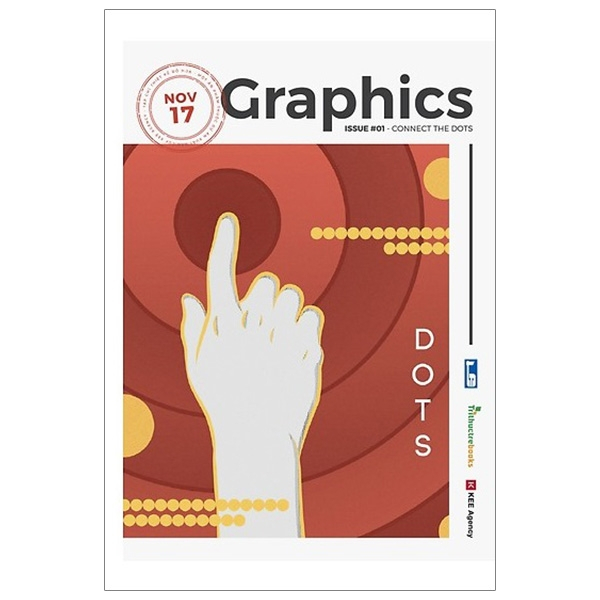 NOV
17
Graphics
ISSUE #01 - CONNECT THE DOTS
DOTS
Trithuctrebooks
K KEE Agency